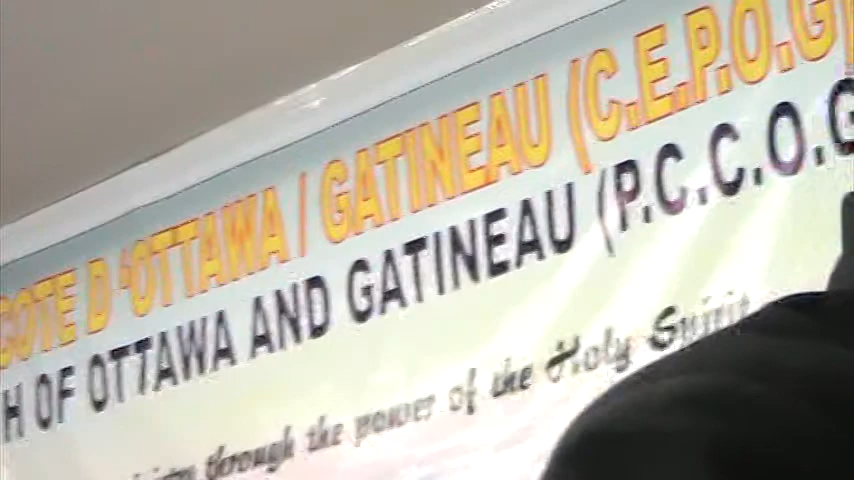 COTE D 'OTTAWA / GATINEAU (C.E.P.O.G
H OF OTTAWA AND GATINEAU (P.C.C.O.G
through the power of the Holy Spirit